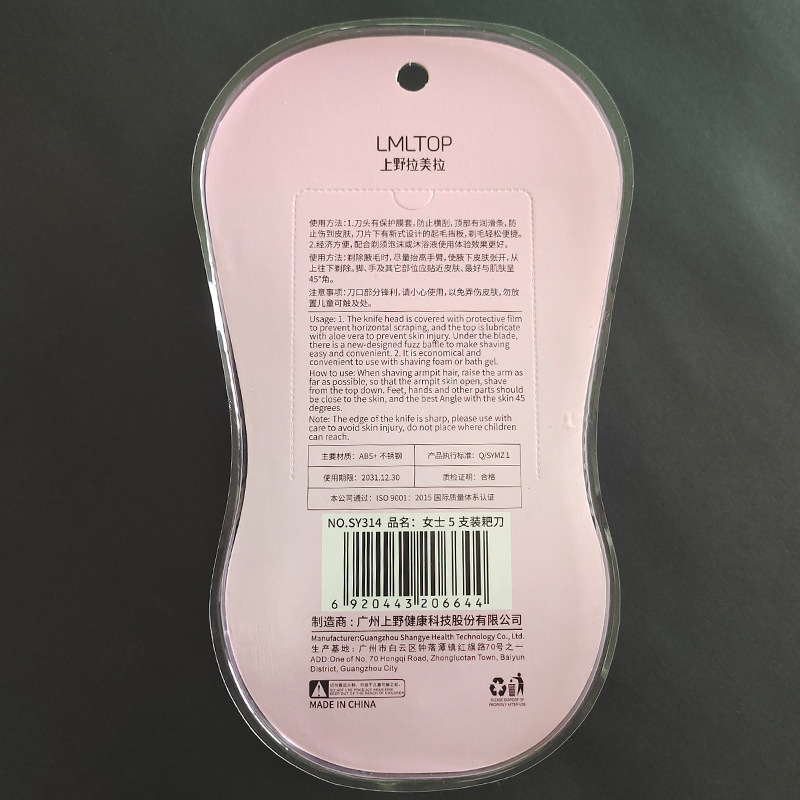 LMLTOP
上野拉美拉
使用方法:1.刀头有保护膜套,防止横刮,顶部有润滑条,防
止伤到皮肤,刀片下有新式设计的起毛挡板,剃毛轻松便捷。
2.经济方便,配合剃须泡沫或沐浴液使用体验效果更好。
使用方法:剃除腋毛时,尽量抬高手臂,使腋下皮肤张开,从
上往下剃除。脚、手及其它部位应贴近皮肤、最好与肌肤呈
45°角。
注意事项:刀口部分锋利,请小心使用,以免弄伤皮肤,勿放
置儿童可触及处。
Usage: 1. The knife head is covered with protective film
to prevent horizontal scraping, and the top is lubricate
with aloe vera to prevent skin injury. Under the blade,
there is a new-designed fuzz baffle to make shaving
easy and convenient. 2. It is economical and
convenient to use with shaving foam or bath gel.
How to use: When shaving armpit hair, raise the arm as
far as possible, so that the armpit skin open, shave
from the top down. Feet, hands and other parts should
be close to the skin, and the best Angle with the skin 45
degrees.
Note: The edge of the knife is sharp, please use with
care to avoid skin injury, do not place where children
can reach.
主要材质: ABS+ 不锈钢 产品执行标准: Q/SYMZ 1
使用期限: 2031.12.30 质检证明: 合格
本公司通过: ISO 9001: 2015 国际质量体系认证
NO.SY314 品名: 女士 5 支装耙刀
6 920443 206644
制造商:广州上野健康科技股份有限公司
Manufacturer:Guangzhou Shangye Health Technology Co., Ltd.
生产基地:广州市白云区钟落潭镇红旗路70号之一
ADD:One of No. 70 Hongqi Road, Zhongluotan Town, Baiyun
District, Guangzhou City
KEEP OUT OF THE REACH OF CHILDREN
PLEASE DISPOSE OF
PROPERLY AFTER USE
MADE IN CHINA